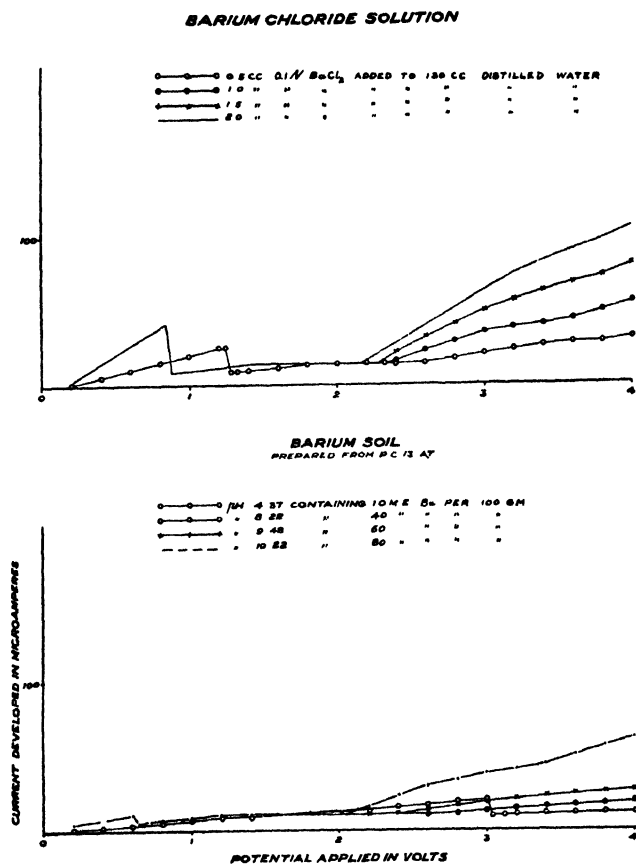 BARIUM CHLORIDE SOLUTION
0.5 CC 0.1 N BaCl2 ADDED TO 130 CC DISTILLED WATER
1.0 " " " " " " " "
1.5 " " " " " " " "
2.0 " " " " " " " "
100
0 1 2 3 4
BARIUM SOIL
PREPARED FROM P.C. 13 AT
pH 4 37 CONTAINING 10 M E Ba PER 100 GM
" 8 28 " 40 " " " "
" 9 48 " 60 " " " "
" 10 22 " 80 " " " "
CURRENT DEVELOPED IN MICROAMPERES
100
0 1 2 3 4
POTENTIAL APPLIED IN VOLTS